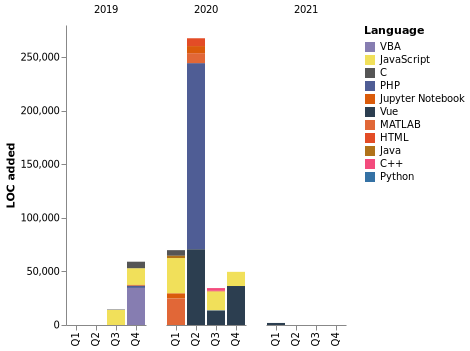 2019 2020 2021
Language
VBA
JavaScript
C
PHP
Jupyter Notebook
Vue
MATLAB
HTML
Java
C++
Python
LOC added
250,000
200,000
150,000
100,000
50,000
0
Q1 Q2 Q3 Q4 Q1 Q2 Q3 Q4 Q1 Q2 Q3 Q4